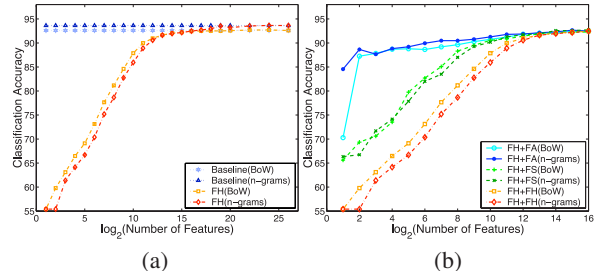 95
90
85
80
75
70
65
60
55
Classification Accuracy
0
5
10
15
20
25
log2(Number of Features)
Baseline(BoW)
Baseline(n−grams)
FH(BoW)
FH(n−grams)
(a)
95
90
85
80
75
70
65
60
55
Classification Accuracy
0
2
4
6
8
10
12
14
16
log2(Number of Features)
FH+FA(BoW)
FH+FA(n−grams)
FH+FS(BoW)
FH+FS(n−grams)
FH+FH(BoW)
FH+FH(n−grams)
(b)